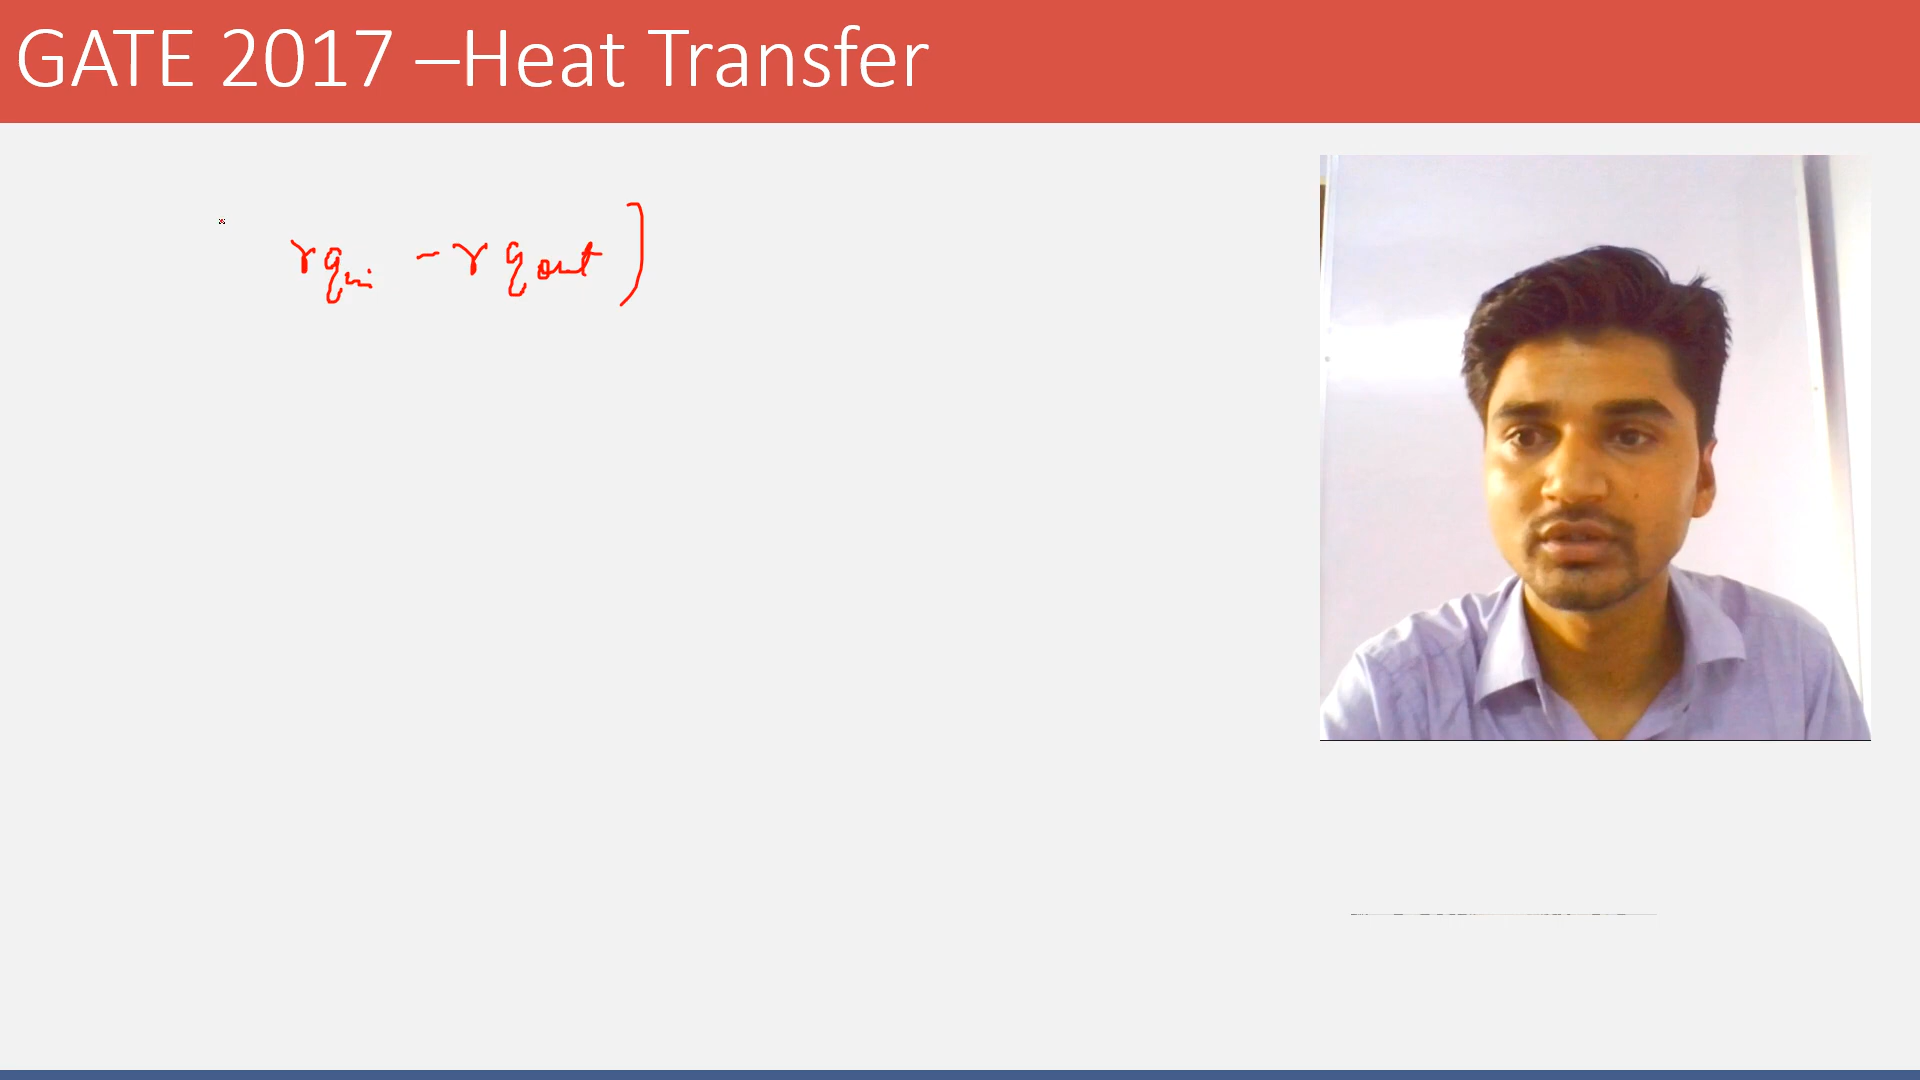 GATE 2017 –Heat Transfer
rq_in - r q_out ]